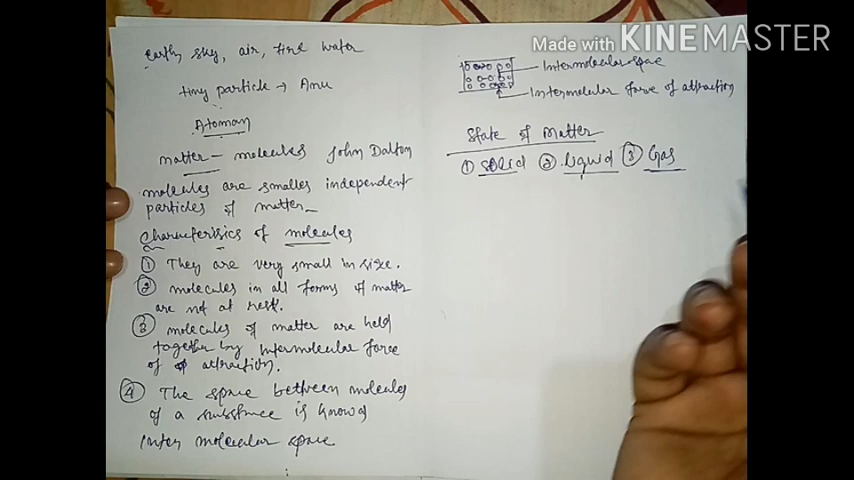 earth, sky, air, fire water
tiny particle → Anu
Atoman
matter - molecules John Dalton
molecules are smalles independent
particles of matter -
Characterisics of molecules
① They are very small in size.
② molecules in all forms of matter
are not at rest.
③ molecules of matter are held
together by Intermolecular force
of attraction.
④ The space between molecules
of a substnce is known
Inter molecular space
Made with KINEMASTER
Intermolecular space
Intermolecular force of attraction
State of Matter
① Solid ② liquid ③ Gas